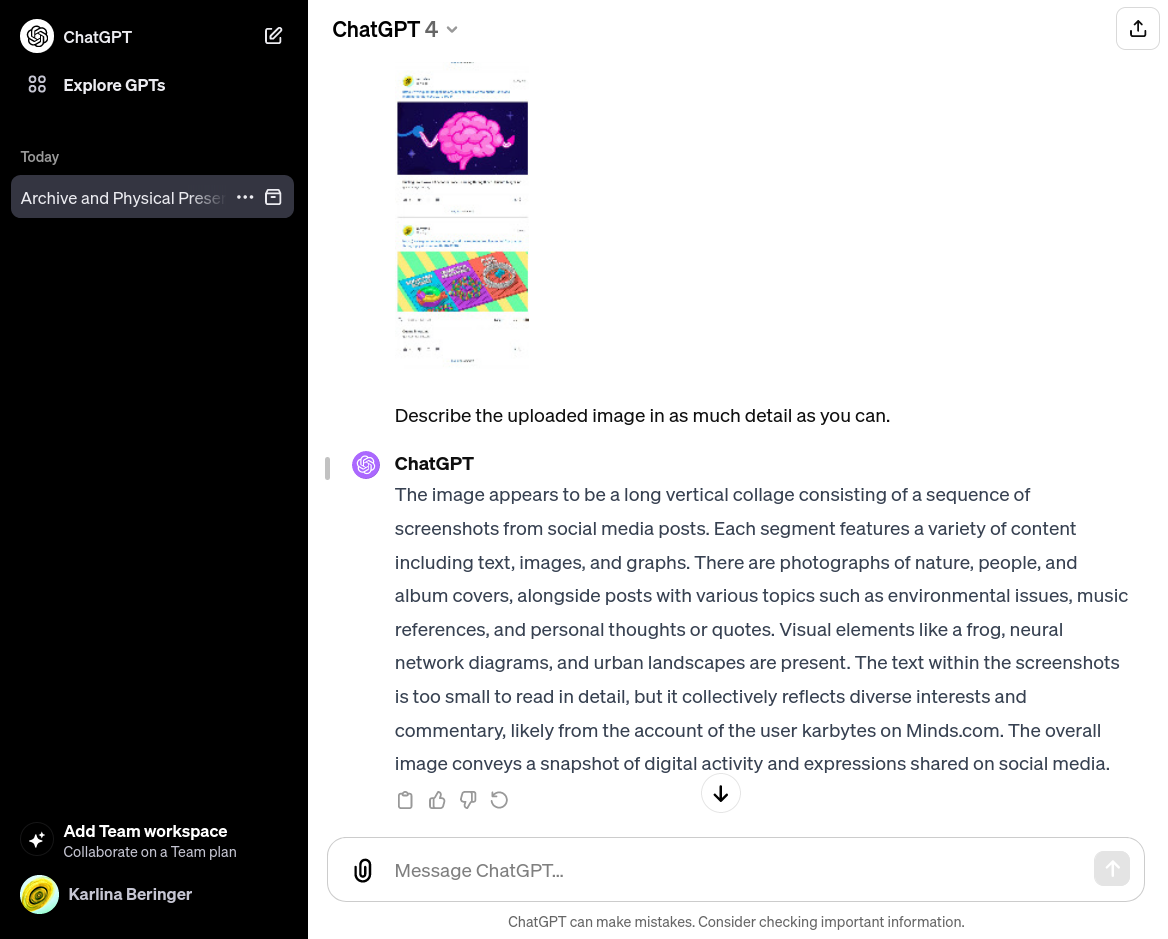 ChatGPT
Explore GPTs
Today
Archive and Physical Preser
Add Team workspace
Collaborate on a Team plan
Karlina Beringer
ChatGPT 4
Describe the uploaded image in as much detail as you can.
ChatGPT
The image appears to be a long vertical collage consisting of a sequence of
screenshots from social media posts. Each segment features a variety of content
including text, images, and graphs. There are photographs of nature, people, and
album covers, alongside posts with various topics such as environmental issues, music
references, and personal thoughts or quotes. Visual elements like a frog, neural
network diagrams, and urban landscapes are present. The text within the screenshots
is too small to read in detail, but it collectively reflects diverse interests and
commentary, likely from the account of the user karbytes on Minds.com. The overall
image conveys a snapshot of digital activity and expressions shared on social media.
Message ChatGPT...
ChatGPT can make mistakes. Consider checking important information.